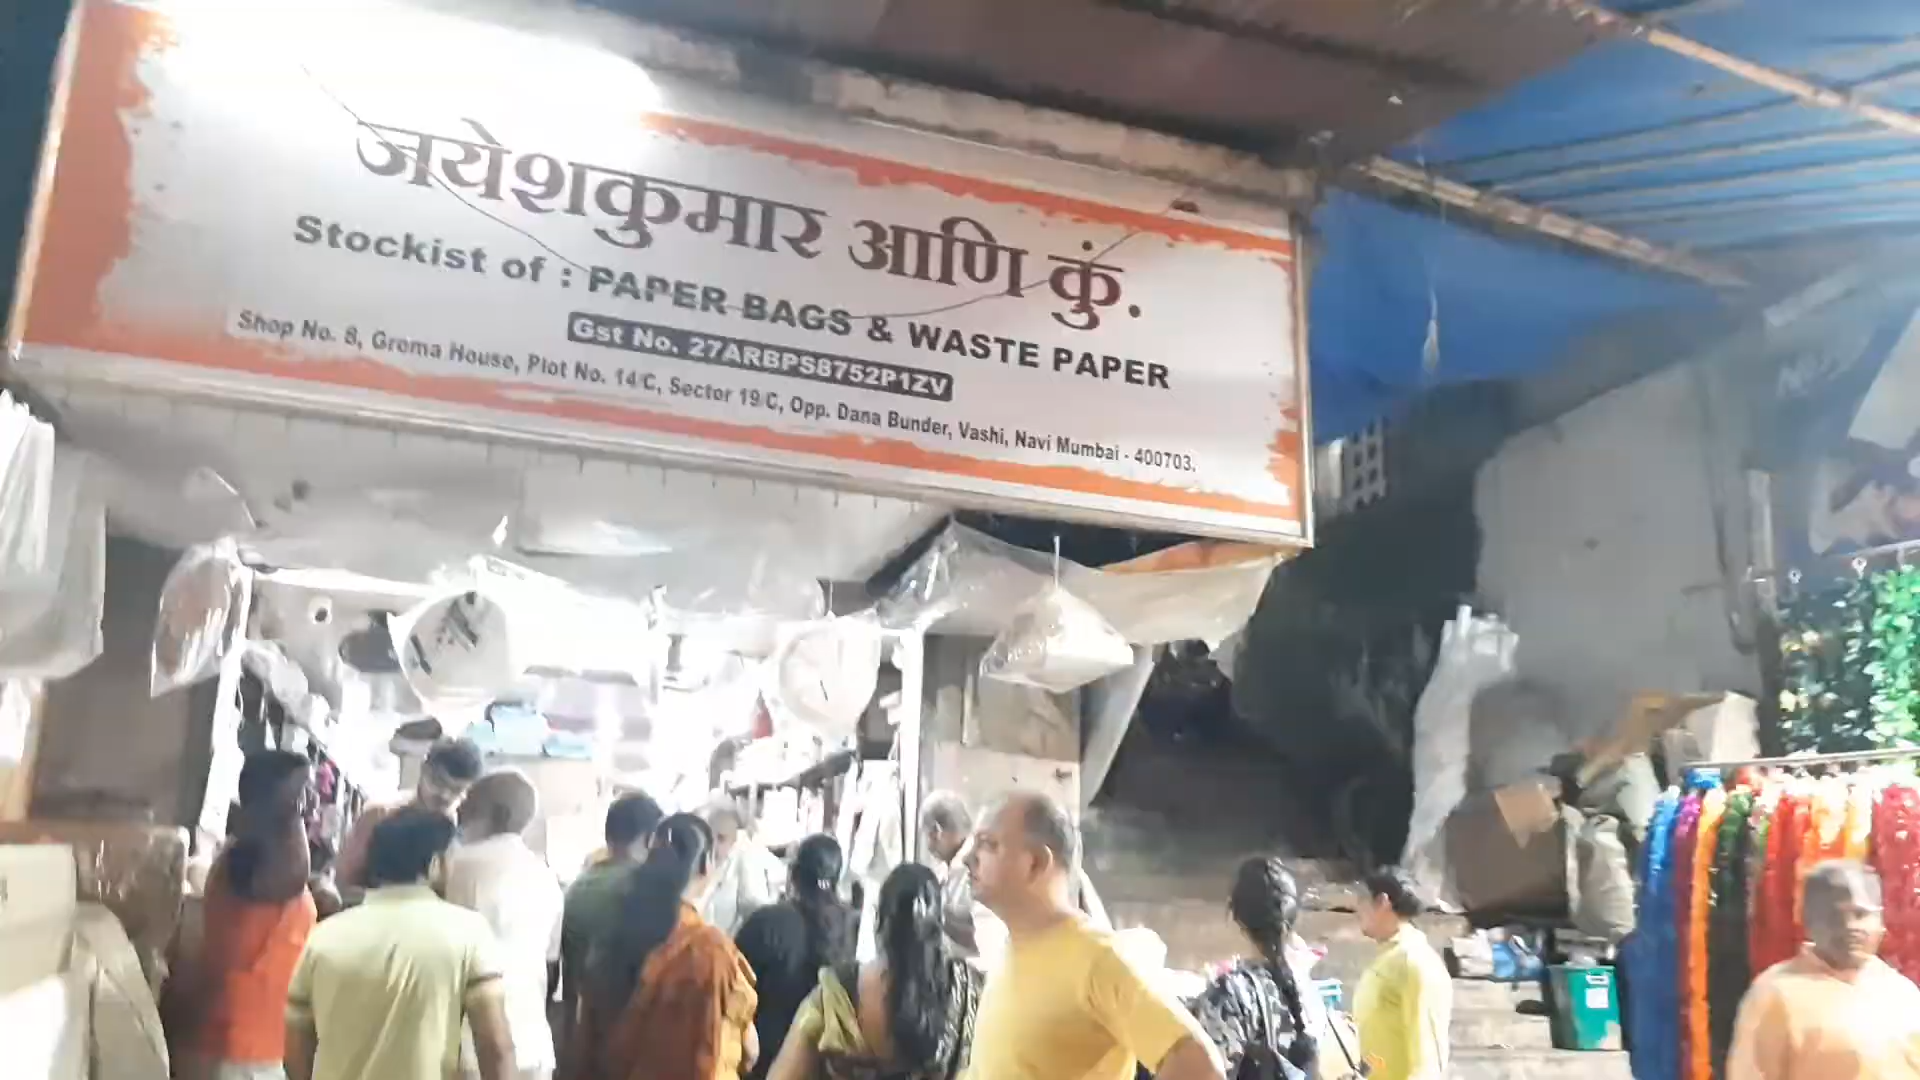 जयेशकुमार आणि कुं.
Stockist of : PAPER BAGS & WASTE PAPER
Gst No. 27ARBPS8752P1ZV
Shop No. 8, Groma House, Plot No. 14/C, Sector 19/C, Opp. Dana Bunder, Vashi, Navi Mumbai - 400703.